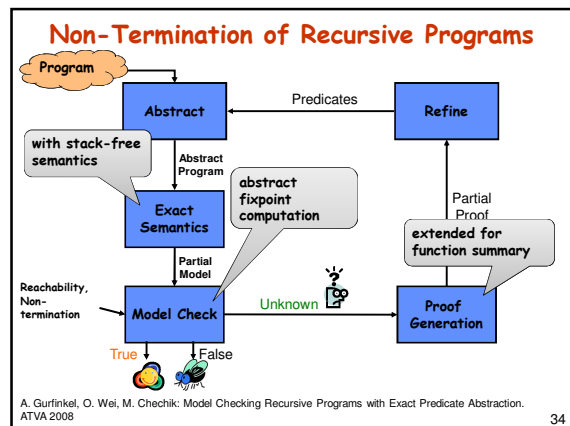 Non-Termination of Recursive Programs
Program
Abstract
Predicates
Refine
with stack-free
semantics
Abstract
Program
abstract
fixpoint
computation
Exact
Semantics
Partial
Proof
extended for
function summary
Partial
Model
Reachability,
Non-
termination
Model Check
Unknown
?
Proof
Generation
True
False
A. Gurfinkel, O. Wei, M. Chechik: Model Checking Recursive Programs with Exact Predicate Abstraction.
ATVA 2008
34